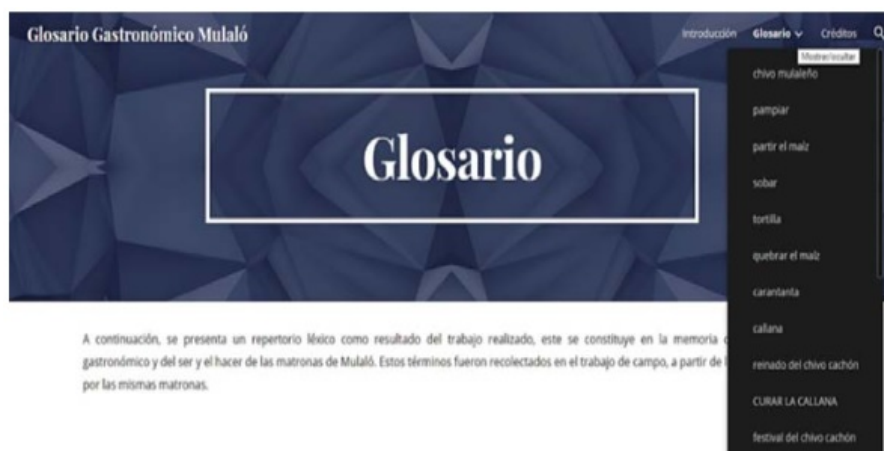 Glosario Gastronómico Mulaló
Introducción Glosario Créditos
Mostrar/ocultar
Glosario
chivo mulaleño
pampiar
partir el maíz
sobar
tortilla
quebrar el maíz
carantanta
callana
reinado del chivo cachón
CURAR LA CALLANA
festival del chivo cachón
A continuación, se presenta un repertorio léxico como resultado del trabajo realizado, este se constituye en la memoria
gastronómico y del ser y el hacer de las matronas de Mulaló. Estos términos fueron recolectados en el trabajo de campo, a partir de
por las mismas matronas.